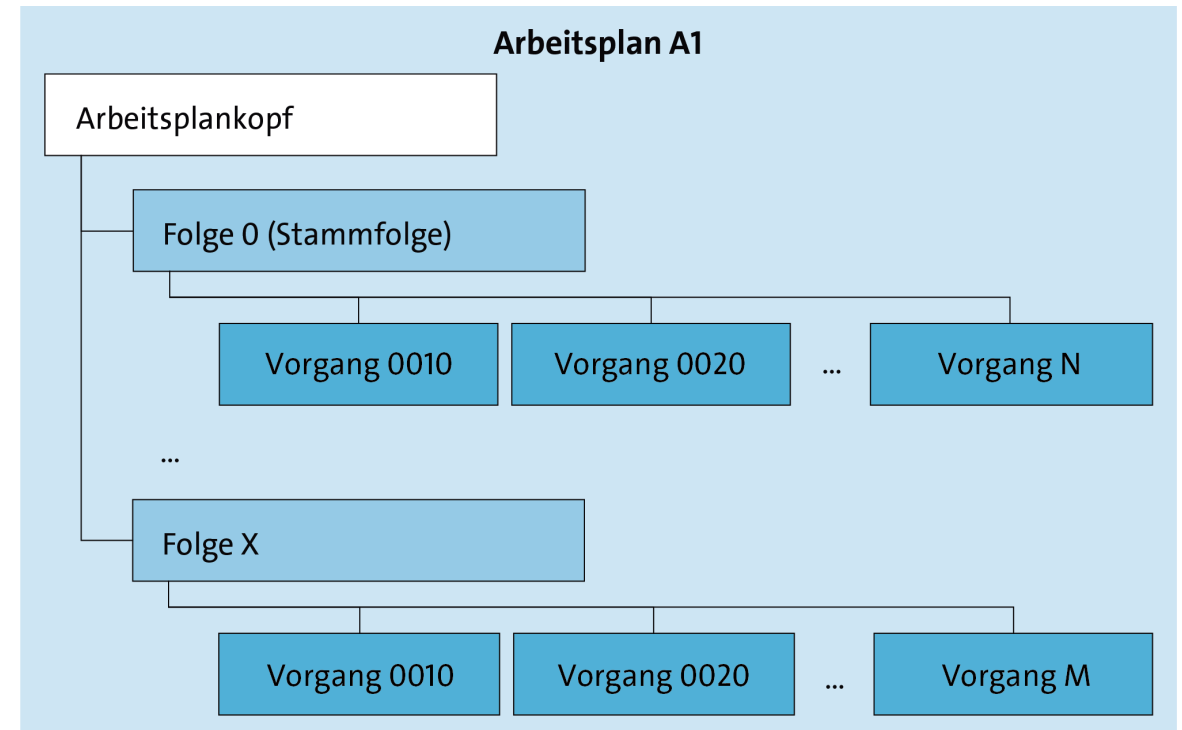 Arbeitsplan A1
Arbeitsplankopf
Folge 0 (Stammfolge)
Vorgang 0010
Vorgang 0020
...
Vorgang N
...
Folge X
Vorgang 0010
Vorgang 0020
...
Vorgang M